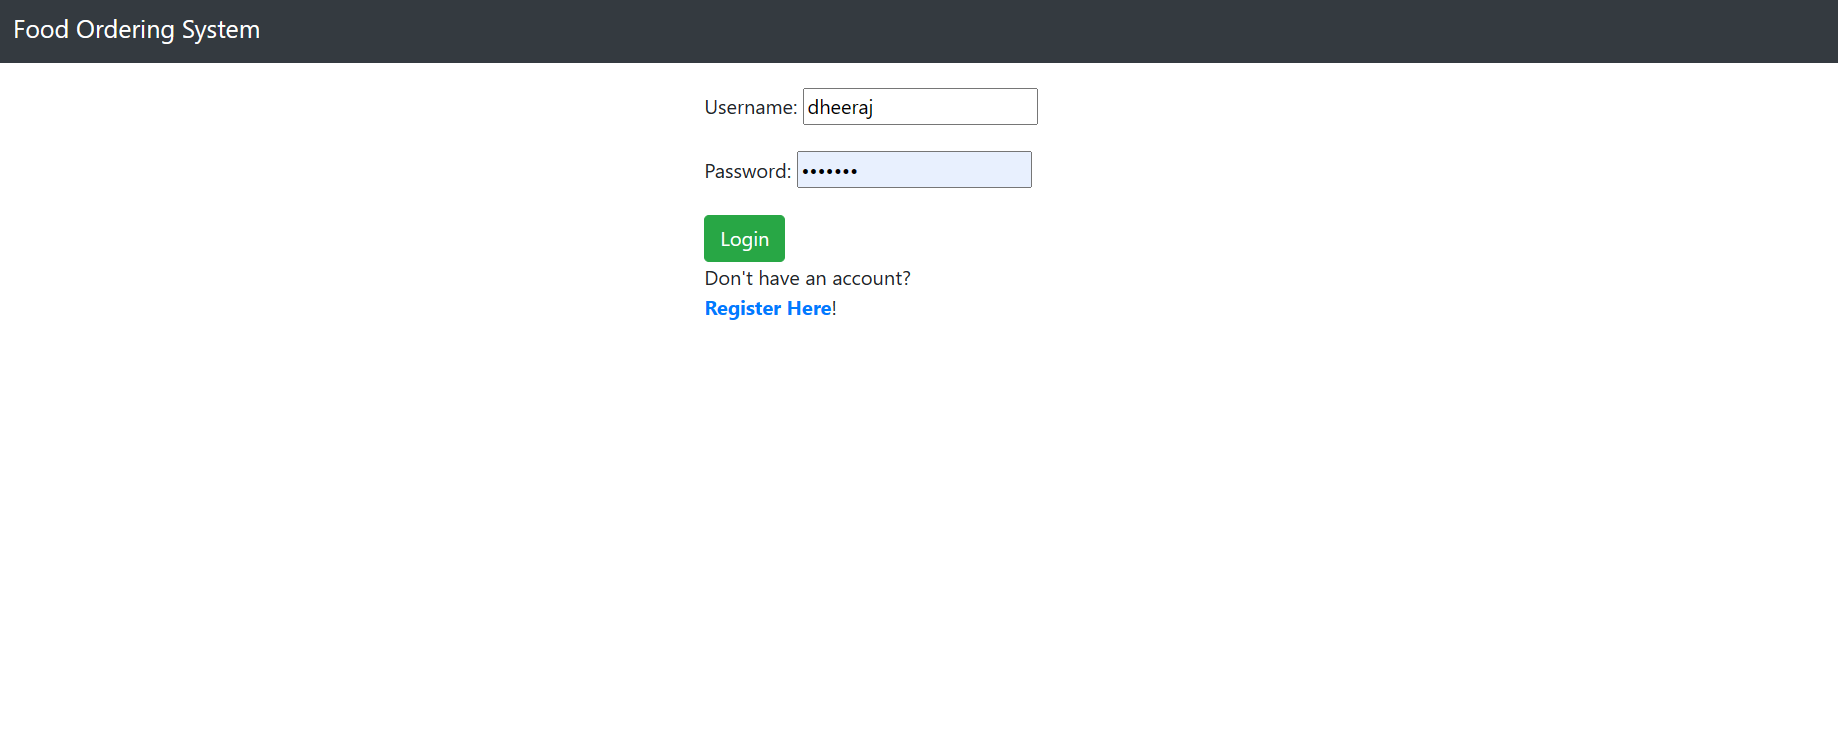 Food Ordering System
Username: dheeraj
Password: •••••••
Login
Don't have an account?
Register Here!